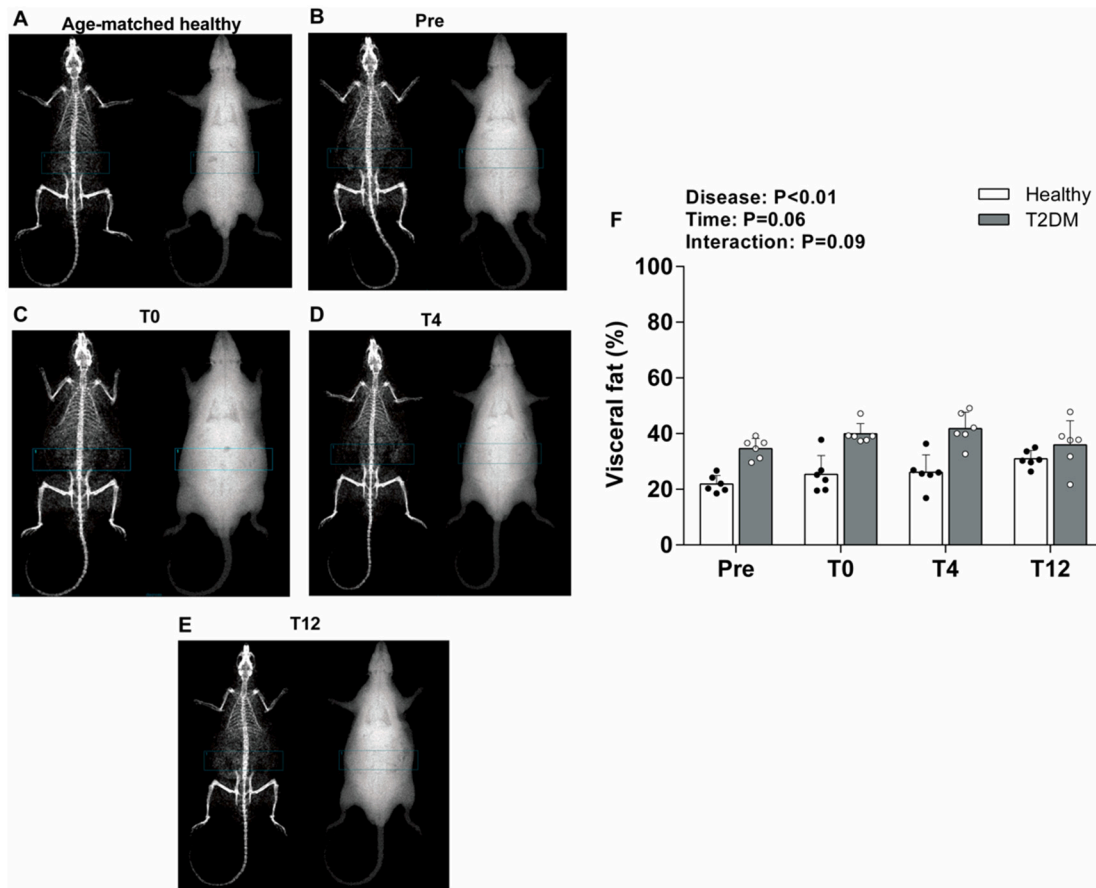 A
Age-matched healthy
B
Pre
C
T0
D
T4
E
T12
F
Disease: P<0.01
Time: P=0.06
Interaction: P=0.09
Healthy
T2DM
Visceral fat (%)
100
80
60
40
20
0
Pre T0 T4 T12